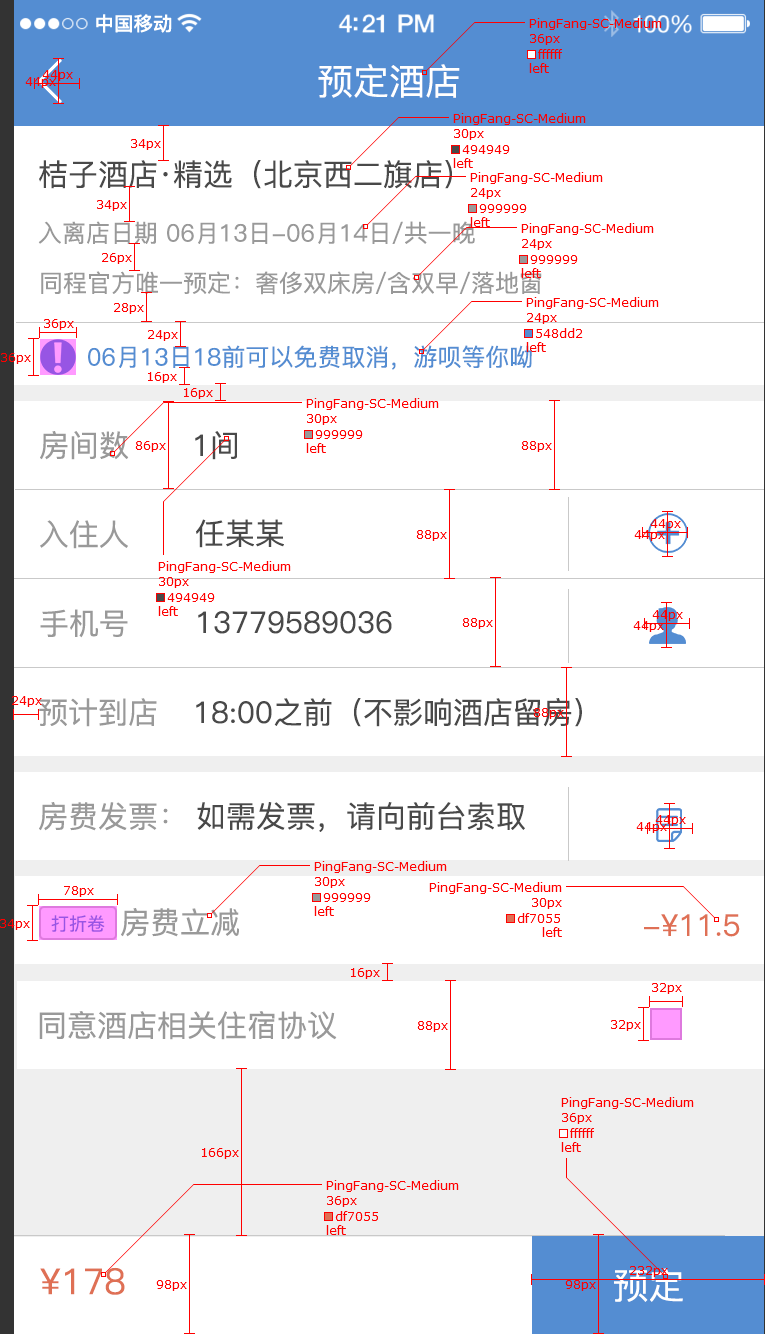 中国移动 4:21 PM 100%
PingFang-SC-Medium
36px
ffffff
left
44px
44px
预定酒店
PingFang-SC-Medium
30px
494949
left
34px
桔子酒店·精选（北京西二旗店）
PingFang-SC-Medium
24px
999999
left
34px
入离店日期 06月13日-06月14日/共一晚
PingFang-SC-Medium
24px
999999
left
26px
同程官方唯一预定：奢侈双床房/含双早/落地窗
28px
PingFang-SC-Medium
24px
548dd2
left
36px
24px
36px
06月13日18前可以免费取消，游呗等你呦
16px
16px
PingFang-SC-Medium
30px
999999
left
房间数 86px 1间 88px
入住人 任某某 88px
44px
44px
PingFang-SC-Medium
30px
494949
left
手机号 13779589036 88px
44px
44px
24px
预计到店 18:00之前（不影响酒店留房）
88px
房费发票： 如需发票，请向前台索取
44px
44px
PingFang-SC-Medium
30px
999999
left
PingFang-SC-Medium
30px
df7055
left
78px
34px
打折卷 房费立减 -¥11.5
16px
32px
同意酒店相关住宿协议 88px 32px
PingFang-SC-Medium
36px
ffffff
left
166px
PingFang-SC-Medium
36px
df7055
left
¥178 98px 98px 预定
232px